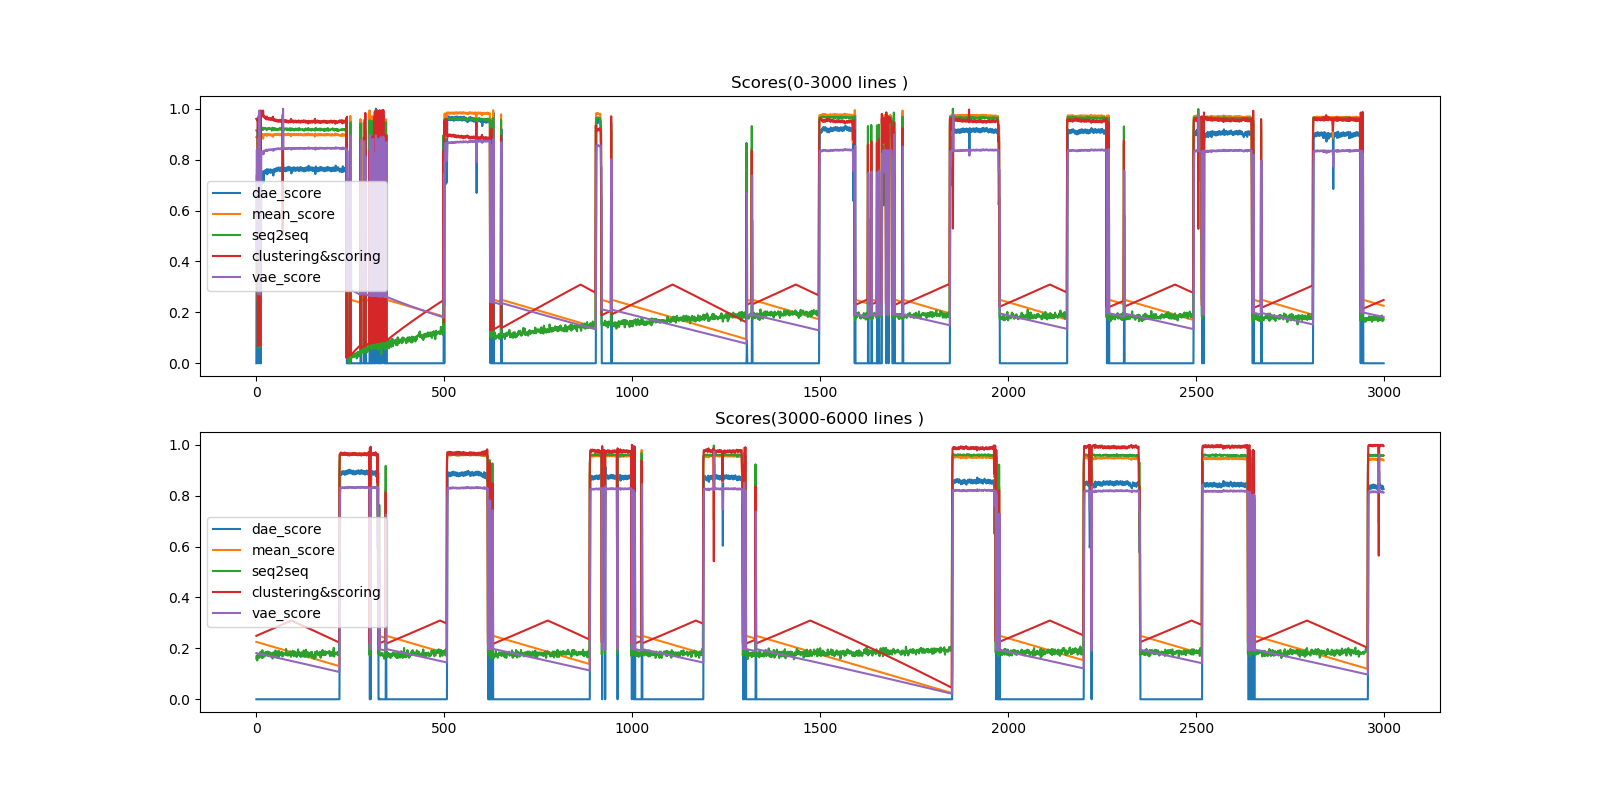 Scores(0-3000 lines )
1.0
0.8
0.6
0.4
0.2
0.0
dae_score
mean_score
seq2seq
clustering&scoring
vae_score
0 500 1000 1500 2000 2500 3000
Scores(3000-6000 lines )
1.0
0.8
0.6
0.4
0.2
0.0
dae_score
mean_score
seq2seq
clustering&scoring
vae_score
0 500 1000 1500 2000 2500 3000